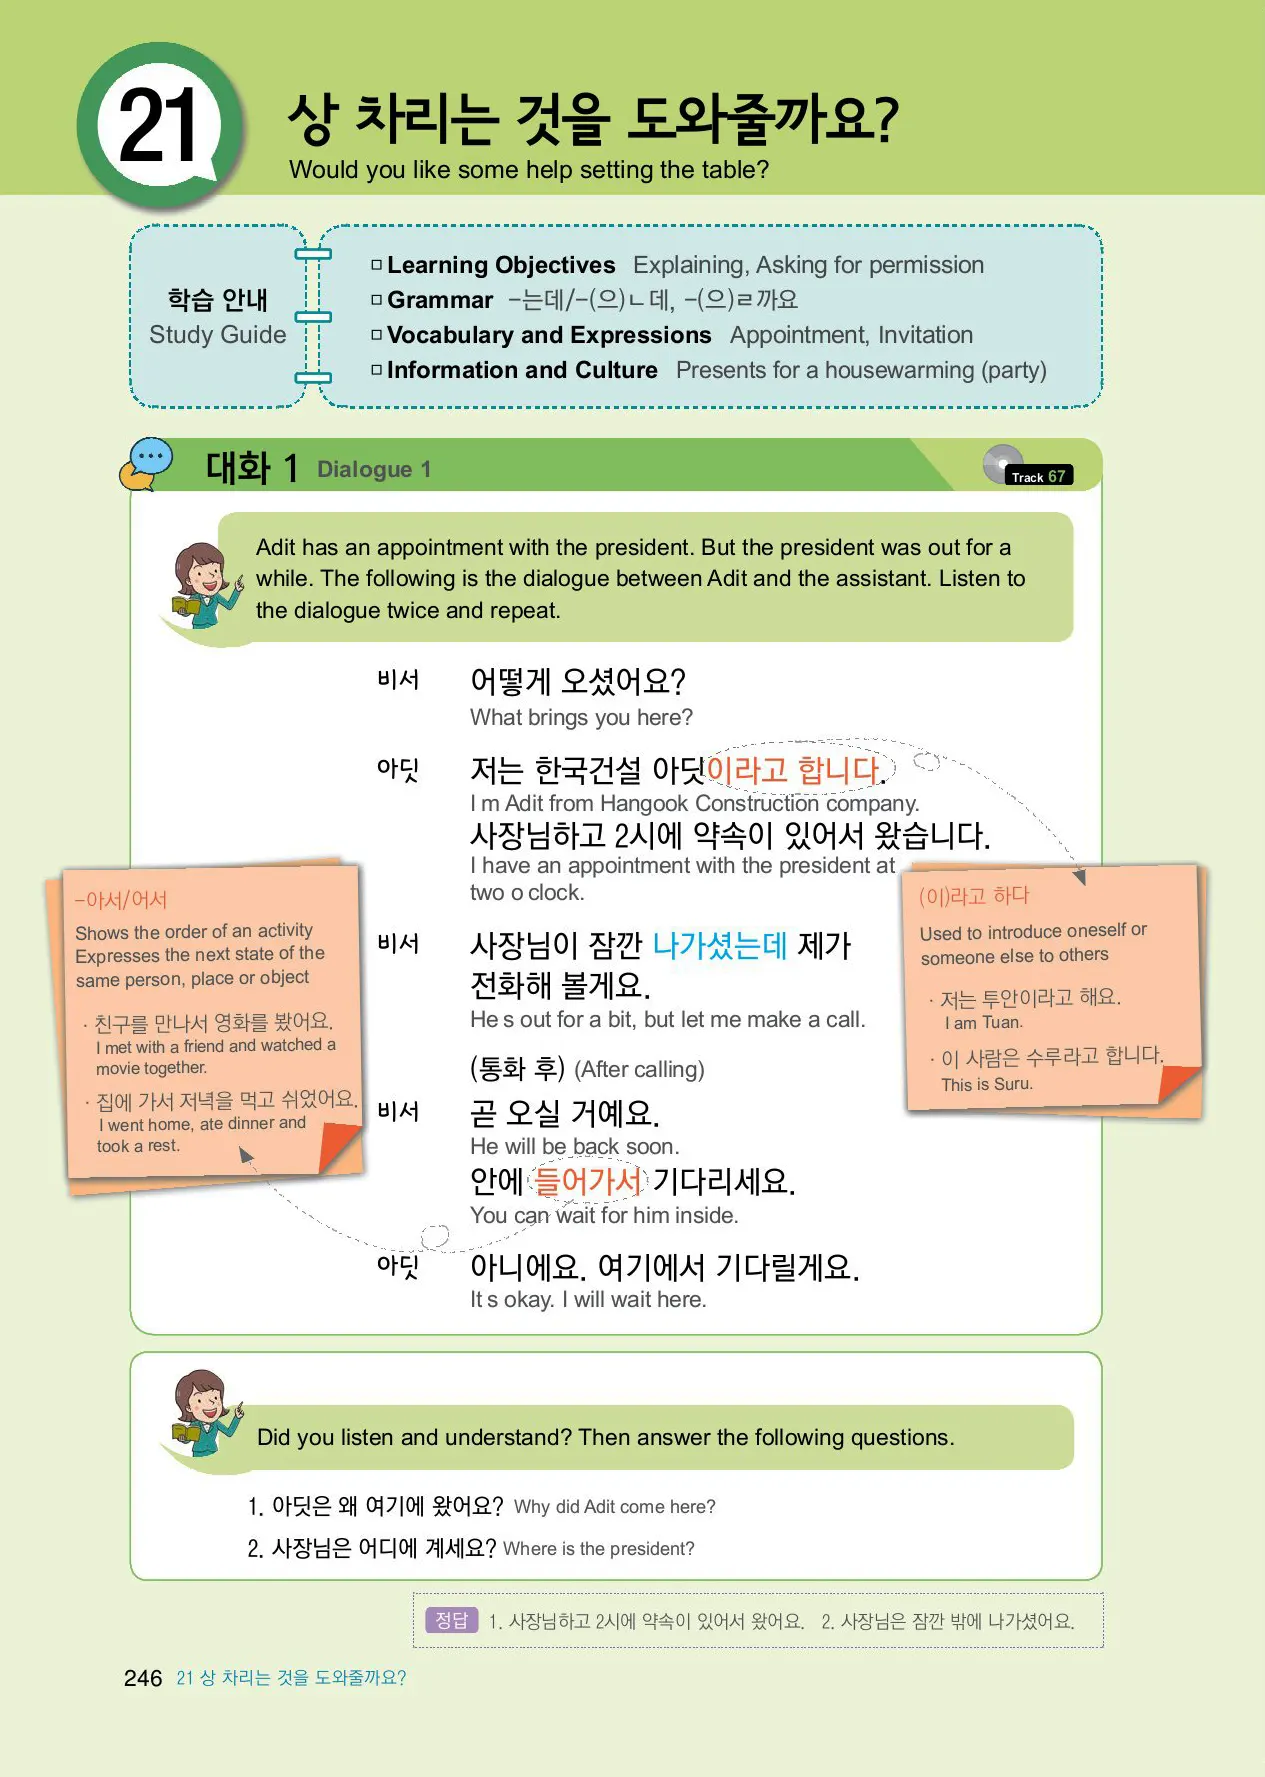 21
상 차리는 것을 도와줄까요?
Would you like some help setting the table?
학습 안내
Study Guide
Learning Objectives Explaining, Asking for permission
Grammar -는데/-(으)ㄴ데, -(으)ㄹ까요
Vocabulary and Expressions Appointment, Invitation
Information and Culture Presents for a housewarming (party)
대화 1 Dialogue 1
Track 67
Adit has an appointment with the president. But the president was out for a
while. The following is the dialogue between Adit and the assistant. Listen to
the dialogue twice and repeat.
비서 어떻게 오셨어요?
What brings you here?
아딧 저는 한국건설 아딧이라고 합니다.
I m Adit from Hangook Construction company.
사장님하고 2시에 약속이 있어서 왔습니다.
I have an appointment with the president at
two o clock.
비서 사장님이 잠깐 나가셨는데 제가
전화해 볼게요.
He s out for a bit, but let me make a call.
(통화 후) (After calling)
비서 곧 오실 거예요.
He will be back soon.
안에 들어가서 기다리세요.
You can wait for him inside.
아딧 아니에요. 여기에서 기다릴게요.
It s okay. I will wait here.
-아서/어서
Shows the order of an activity
Expresses the next state of the
same person, place or object
· 친구를 만나서 영화를 봤어요.
I met with a friend and watched a
movie together.
· 집에 가서 저녁을 먹고 쉬었어요.
I went home, ate dinner and
took a rest.
(이)라고 하다
Used to introduce oneself or
someone else to others
· 저는 투안이라고 해요.
I am Tuan.
· 이 사람은 수루라고 합니다.
This is Suru.
Did you listen and understand? Then answer the following questions.
1. 아딧은 왜 여기에 왔어요? Why did Adit come here?
2. 사장님은 어디에 계세요? Where is the president?
정답 1. 사장님하고 2시에 약속이 있어서 왔어요. 2. 사장님은 잠깐 밖에 나가셨어요.
246 21 상 차리는 것을 도와줄까요?